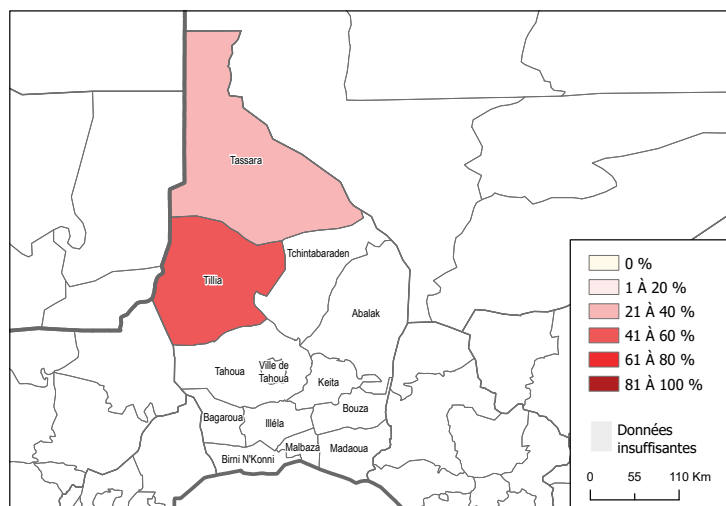 Tassara
Tchintabaraden
Tillia
Abalak
Tahoua
Ville de
Tahoua
Keita
Bagaroua
Illéla
Bouza
Birni N'Konni
Malbaza
Madaoua
0 %
1 À 20 %
21 À 40 %
41 À 60 %
61 À 80 %
81 À 100 %
Données
insuffisantes
0 55 110 Km